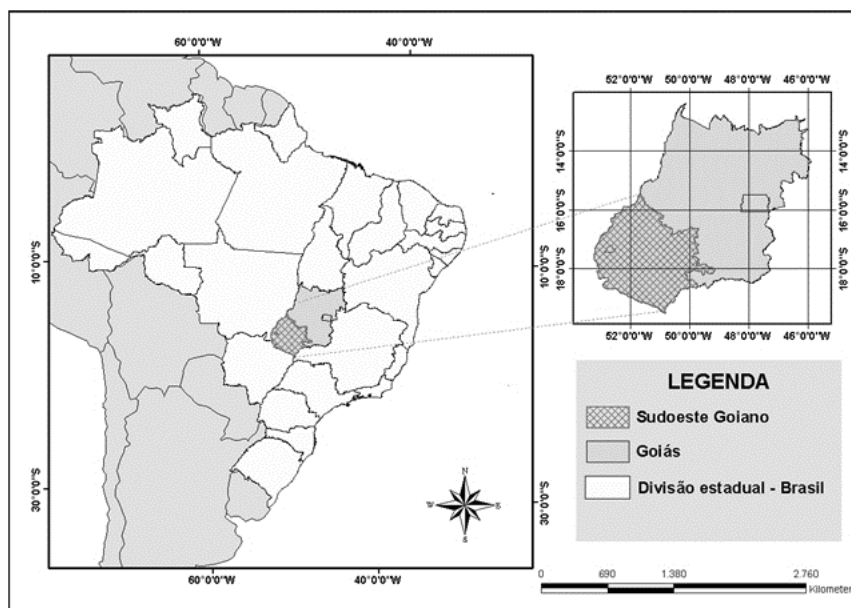 60°0'0"W 40°0'0"W
10°0'0"S
30°0'0"S
10°0'0"S
30°0'0"S
60°0'0"W 40°0'0"W
N
W E
S
52°0'0"W 50°0'0"W 48°0'0"W 46°0'0"W
14°0'0"S
16°0'0"S
18°0'0"S
14°0'0"S
16°0'0"S
18°0'0"S
52°0'0"W 50°0'0"W 48°0'0"W 46°0'0"W
LEGENDA
Sudoeste Goiano
Goiás
Divisão estadual - Brasil
0 690 1.380 2.760
Kilometer